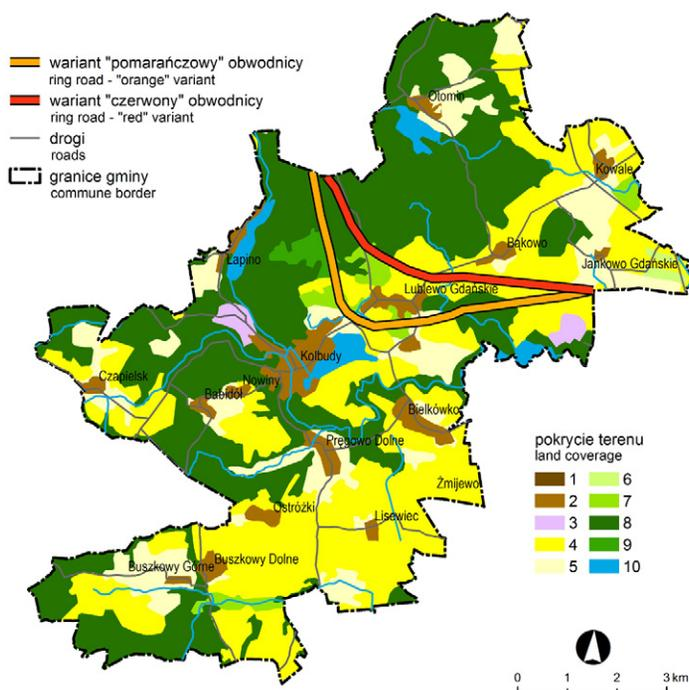 wariant "pomarańczowy" obwodnicy
ring road - "orange" variant
wariant "czerwony" obwodnicy
ring road - "red" variant
drogi
roads
granice gminy
commune border
Otomin
Kowale
Bąkowo
Jankowo Gdańskie
Łapino
Lublewo Gdańskie
Kolbudy
Czapielsk
Nowiny
Babidół
Bielkówko
Pręgowo Dolne
Żmijewo
Ostróżki
Lisewiec
Buszkowy Górne
Buszkowy Dolne
pokrycie terenu
land coverage
1 6
2 7
3 8
4 9
5 10
0 1 2 3 km